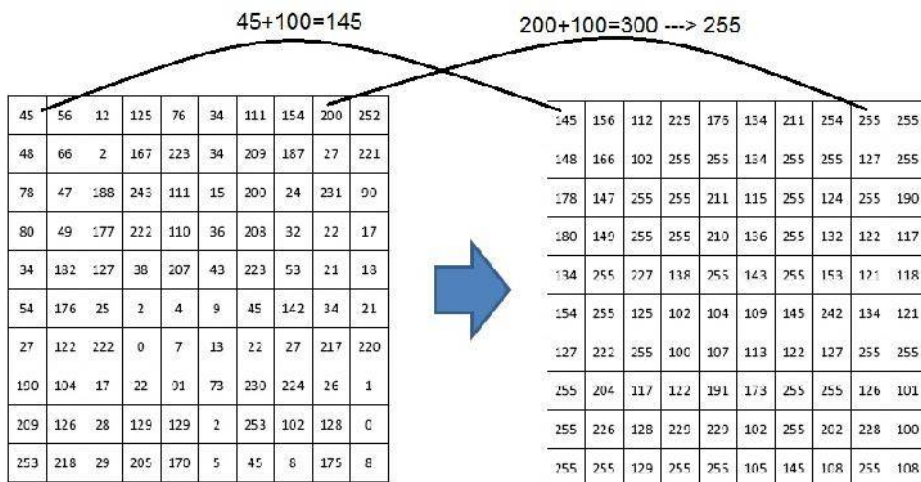 45+100=145
200+100=300 ---> 255
45 56 12 125 76 34 111 154 200 252
48 66 2 167 223 34 209 187 27 221
78 47 188 243 111 15 200 24 231 90
80 49 177 222 110 36 208 32 22 17
34 182 127 38 207 43 223 53 21 18
54 176 25 2 4 9 45 142 34 21
27 122 222 0 7 13 22 27 217 220
190 104 17 22 91 73 230 224 26 1
209 126 28 129 129 2 253 102 128 0
253 218 29 205 170 5 45 8 175 8
145 156 112 225 176 134 211 254 255 255
148 166 102 255 255 134 255 255 127 255
178 147 255 255 211 115 255 124 255 190
180 149 255 255 210 136 255 132 122 117
134 255 227 138 255 143 255 153 121 118
154 255 125 102 104 109 145 242 134 121
127 222 255 100 107 113 122 127 255 255
255 204 117 122 191 173 255 255 126 101
255 226 128 229 229 102 255 202 228 100
255 255 129 255 255 105 145 108 255 108